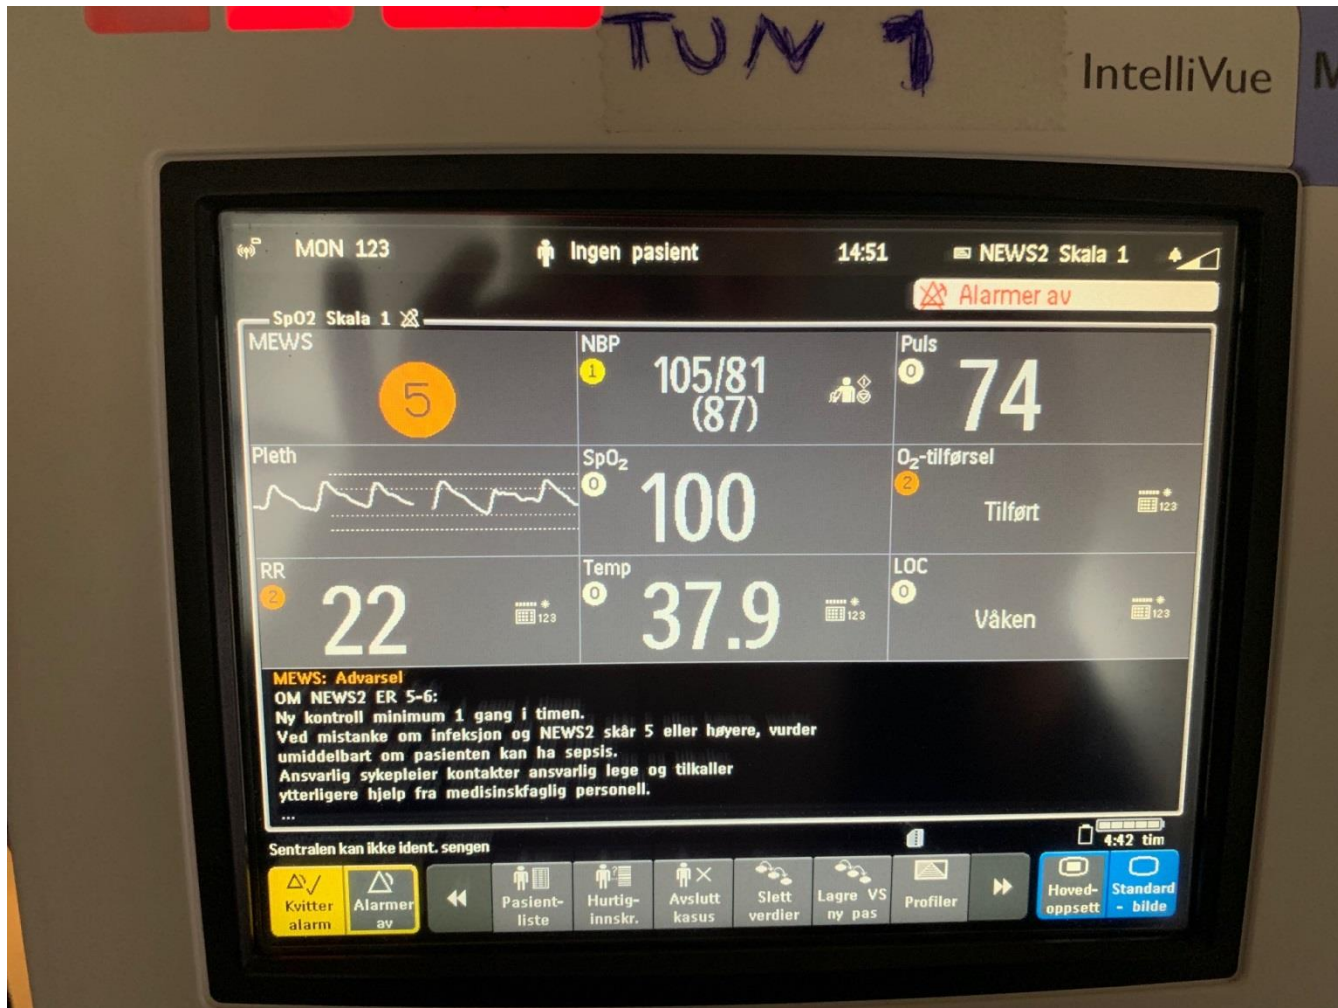 TUN 1
IntelliVue M
MON 123 Ingen pasient 14:51 NEWS2 Skala 1
Alarmer av
SpO2 Skala 1
MEWS
5
NBP
1
105/81
(87)
Puls
0
74
Pleth
SpO₂
0
100
O₂-tilførsel
2
Tilført
123
RR
2
22
123
Temp
0
37.9
123
LOC
0
Våken
123
MEWS: Advarsel
OM NEWS2 ER 5-6:
Ny kontroll minimum 1 gang i timen.
Ved mistanke om infeksjon og NEWS2 skår 5 eller høyere, vurder
umiddelbart om pasienten kan ha sepsis.
Ansvarlig sykepleier kontakter ansvarlig lege og tilkaller
ytterligere hjelp fra medisinskfaglig personell.
...
Sentralen kan ikke ident. sengen
4:42 tim
Kvitter
alarm
Alarmer
av
Pasient-
liste
Hurtig-
innskr.
Avslutt
kasus
Slett
verdier
Lagre VS
ny pas
Profiler
Hoved-
oppsett
Standard
- bilde